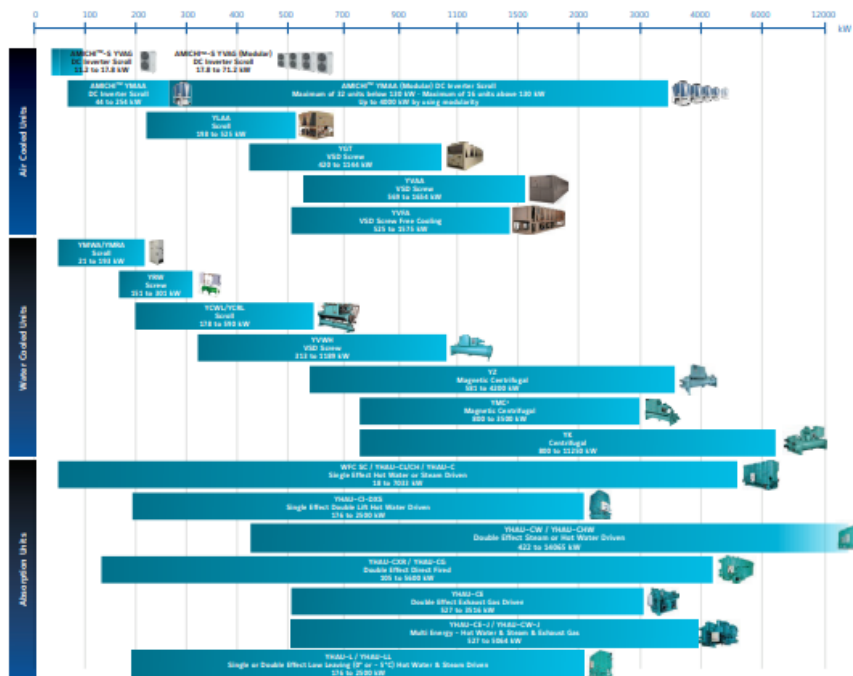 0 100 200 300 400 500 700 900 1100 1500 3000 4000 6000 12000
kW
Air Cooled Units
AMICHI™-S YVAG
DC Inverter Scroll
11.2 to 17.8 kW
AMICHI™-S YVAG (Modular)
DC Inverter Scroll
17.8 to 71.2 kW
AMICHI™ YMAA
DC Inverter Scroll
44 to 254 kW
AMICHI™ YMAA (Modular) DC Inverter Scroll
Maximum of 32 units below 130 kW - Maximum of 16 units above 130 kW
Up to 4000 kW by using modularity
YLAA
Scroll
198 to 525 kW
YGT
VSD Screw
420 to 1144 kW
YVAA
VSD Screw
569 to 1654 kW
YVFA
VSD Screw Free Cooling
525 to 1575 kW
Water Cooled Units
YMWA/YMRA
Scroll
21 to 193 kW
YRW
Screw
151 to 301 kW
YCWL/YCRL
Scroll
178 to 590 kW
YVWH
VSD Screw
313 to 1189 kW
YZ
Magnetic Centrifugal
581 to 4200 kW
YMC²
Magnetic Centrifugal
800 to 3500 kW
YK
Centrifugal
800 to 11250 kW
Absorption Units
WFC SC / YHAU-CL/CH / YHAU-C
Single Effect Hot Water or Steam Driven
18 to 7033 kW
YHAU-CI-DXS
Single Effect Double Lift Hot Water Driven
176 to 2500 kW
YHAU-CW / YHAU-CHW
Double Effect Steam or Hot Water Driven
422 to 14065 kW
YHAU-CXR / YHAU-CG
Double Effect Direct Fired
105 to 5600 kW
YHAU-CE
Double Effect Exhaust Gas Driven
527 to 3516 kW
YHAU-CE-J / YHAU-CW-J
Multi Energy - Hot Water & Steam & Exhaust Gas
527 to 5064 kW
YHAU-L / YHAU-LL
Single or Double Effect Low Leaving (0° or - 5°C) Hot Water & Steam Driven
176 to 2500 kW